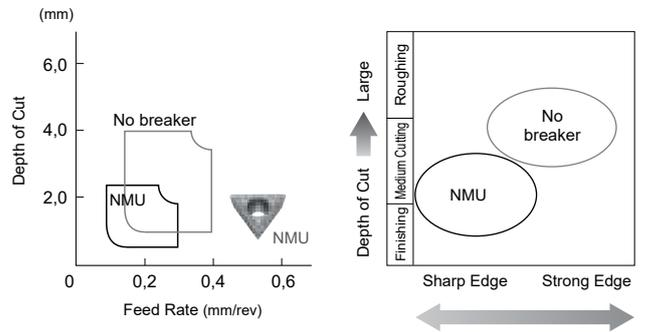 (mm)
Depth of Cut
6,0
4,0
2,0
0
0,2
0,4
0,6
Feed Rate (mm/rev)
No breaker
NMU
NMU
Large
Depth of Cut
Roughing
Medium Cutting
Finishing
No
breaker
NMU
Sharp Edge
Strong Edge